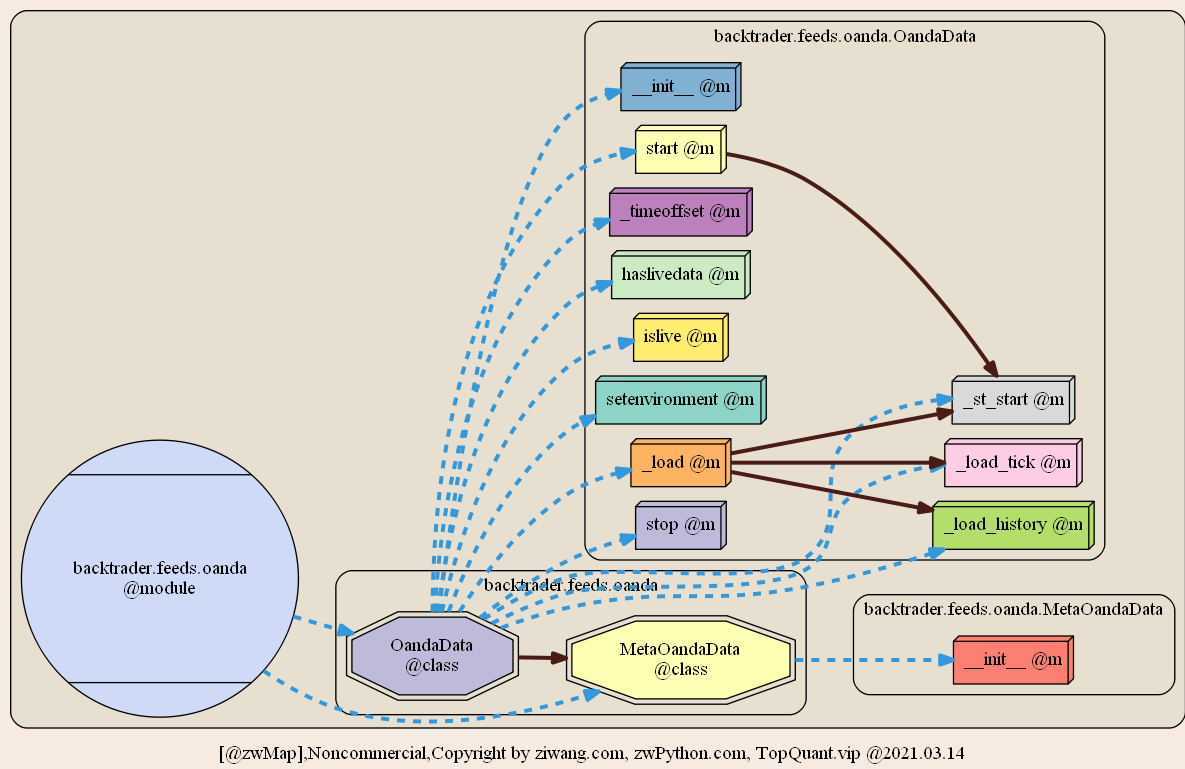 backtrader.feeds.oanda.OandaData
__init__ @m
start @m
_timeoffset @m
haslivedata @m
islive @m
setenvironment @m
_st_start @m
_load @m
_load_tick @m
stop @m
_load_history @m
backtrader.feeds.oanda
@module
backtrader.feeds.oanda
OandaData
@class
MetaOandaData
@class
backtrader.feeds.oanda.MetaOandaData
__init__ @m
[@zwMap],Noncommercial,Copyright by ziwang.com, zwPython.com, TopQuant.vip @2021.03.14